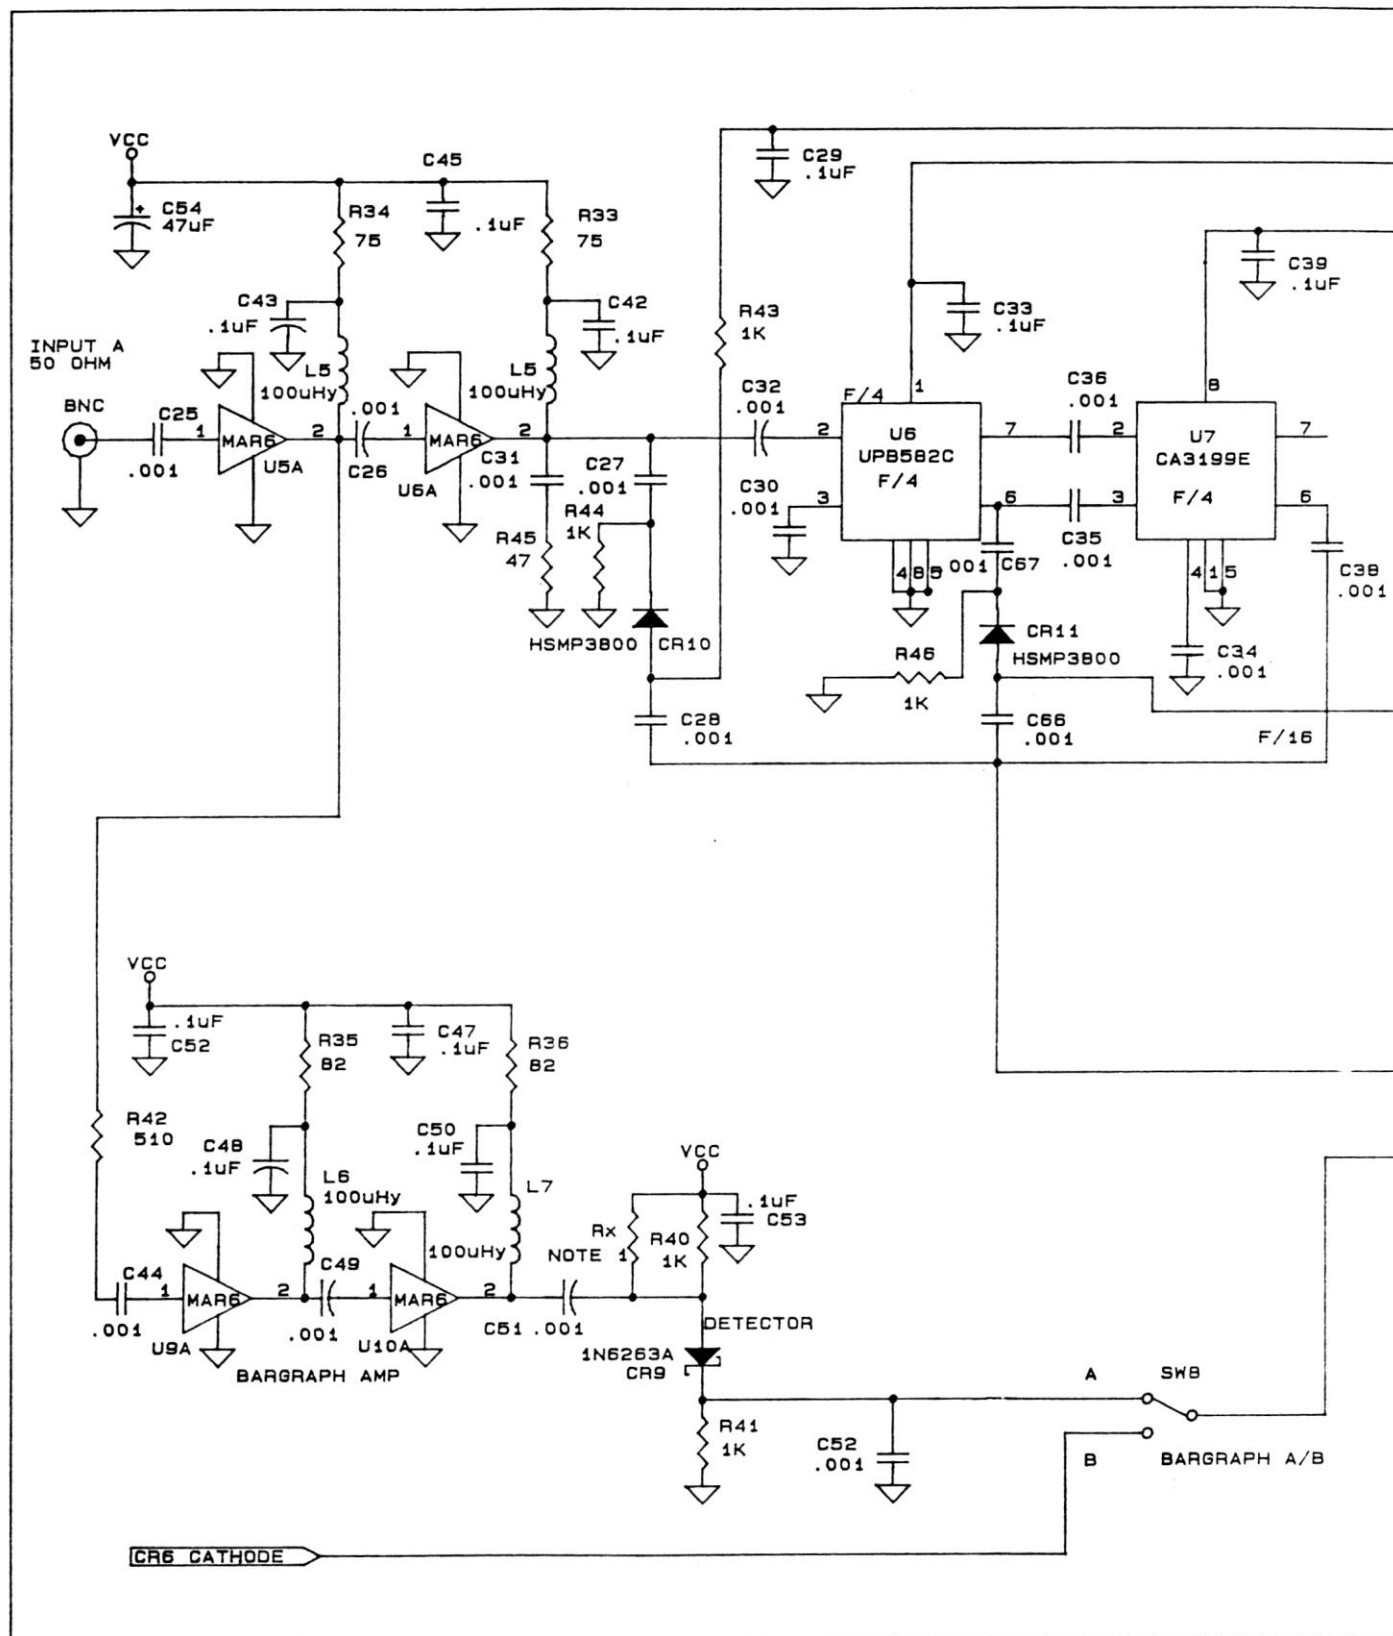 VCC
C54
47uF
+
R34
75
C45
.1uF
R33
75
C43
.1uF
C42
.1uF
INPUT A
50 OHM
BNC
C25
.001
1
MAR6
2
U5A
L5
100uHy
.001
C26
1
MAR6
2
U6A
L5
100uHy
C31
.001
R45
47
C27
.001
R44
1K
HSMP3800
CR10
C28
.001
C29
.1uF
R43
1K
C32
.001
C30
.001
F/4
1
2
3
U6
UPB582C
F/4
7
6
4
8
5
C33
.1uF
.001
C67
R46
1K
CR11
HSMP3800
C66
.001
C36
.001
C35
.001
C39
.1uF
8
2
3
U7
CA3199E
F/4
7
6
4
1
5
C34
.001
C38
.001
F/16
VCC
.1uF
C52
R35
82
C47
.1uF
R36
82
R42
510
C48
.1uF
L6
100uHy
C50
.1uF
L7
100uHy
C44
.001
1
MAR6
2
U9A
C49
.001
1
MAR6
2
U10A
BARGRAPH AMP
NOTE
1
C51 .001
VCC
Rx
R40
1K
.1uF
C53
DETECTOR
1N6263A
CR9
R41
1K
C52
.001
A
SW8
B
BARGRAPH A/B
CR6 CATHODE